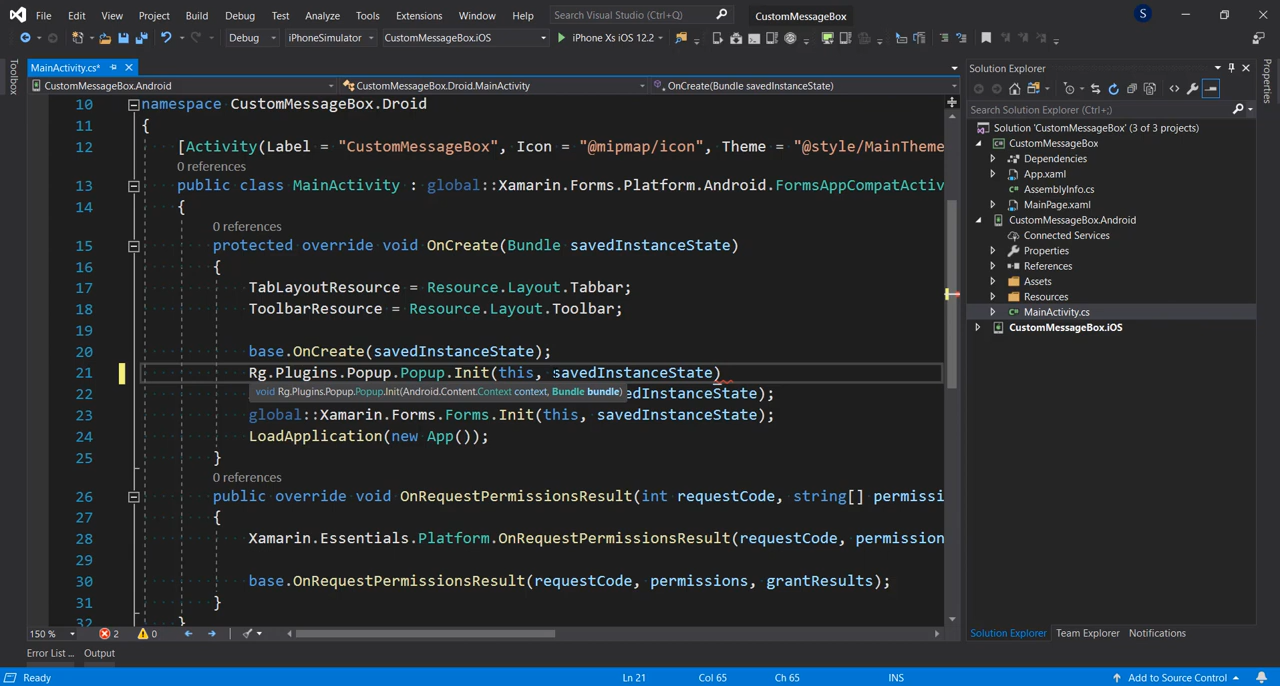 File Edit View Project Build Debug Test Analyze Tools Extensions Window Help Search Visual Studio (Ctrl+Q) CustomMessageBox S
Debug iPhoneSimulator CustomMessageBox.iOS iPhone Xs iOS 12.2
Toolbox
MainActivity.cs*
CustomMessageBox.Android CustomMessageBox.Droid.MainActivity OnCreate(Bundle savedInstanceState)
10 namespace CustomMessageBox.Droid
11 {
12 [Activity(Label = "CustomMessageBox", Icon = "@mipmap/icon", Theme = "@style/MainTheme
0 references
13 public class MainActivity : global::Xamarin.Forms.Platform.Android.FormsAppCompatActiv
14 {
0 references
15 protected override void OnCreate(Bundle savedInstanceState)
16 {
17 TabLayoutResource = Resource.Layout.Tabbar;
18 ToolbarResource = Resource.Layout.Toolbar;
19
20 base.OnCreate(savedInstanceState);
21 Rg.Plugins.Popup.Popup.Init(this, savedInstanceState)
void Rg.Plugins.Popup.Popup.Init(Android.Content.Context context, Bundle bundle)
22 edInstanceState);
23 global::Xamarin.Forms.Forms.Init(this, savedInstanceState);
24 LoadApplication(new App());
25 }
0 references
26 public override void OnRequestPermissionsResult(int requestCode, string[] permissi
27 {
28 Xamarin.Essentials.Platform.OnRequestPermissionsResult(requestCode, permission
29
30 base.OnRequestPermissionsResult(requestCode, permissions, grantResults);
31 }
32 }
150 % 2 0
Error List ... Output
Solution Explorer
Search Solution Explorer (Ctrl+;)
Solution 'CustomMessageBox' (3 of 3 projects)
CustomMessageBox
Dependencies
App.xaml
AssemblyInfo.cs
MainPage.xaml
CustomMessageBox.Android
Connected Services
Properties
References
Assets
Resources
MainActivity.cs
CustomMessageBox.iOS
Solution Explorer Team Explorer Notifications
Properties
Ready Ln 21 Col 65 Ch 65 INS Add to Source Control